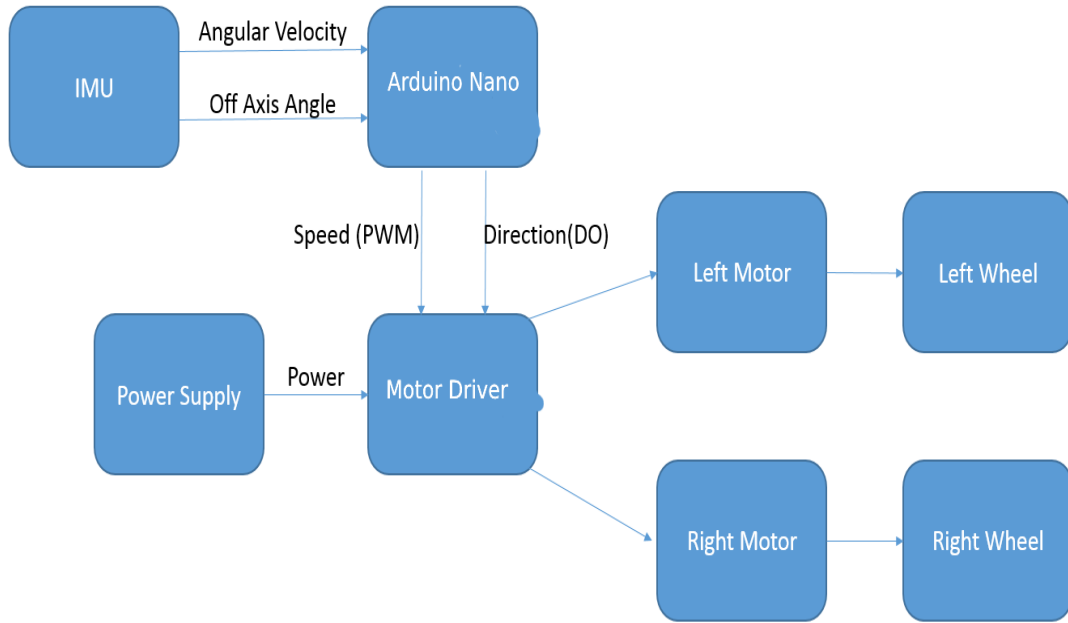 Angular Velocity
IMU
Arduino Nano
Off Axis Angle
Speed (PWM)
Direction(DO)
Left Motor
Left Wheel
Power Supply
Power
Motor Driver
Right Motor
Right Wheel